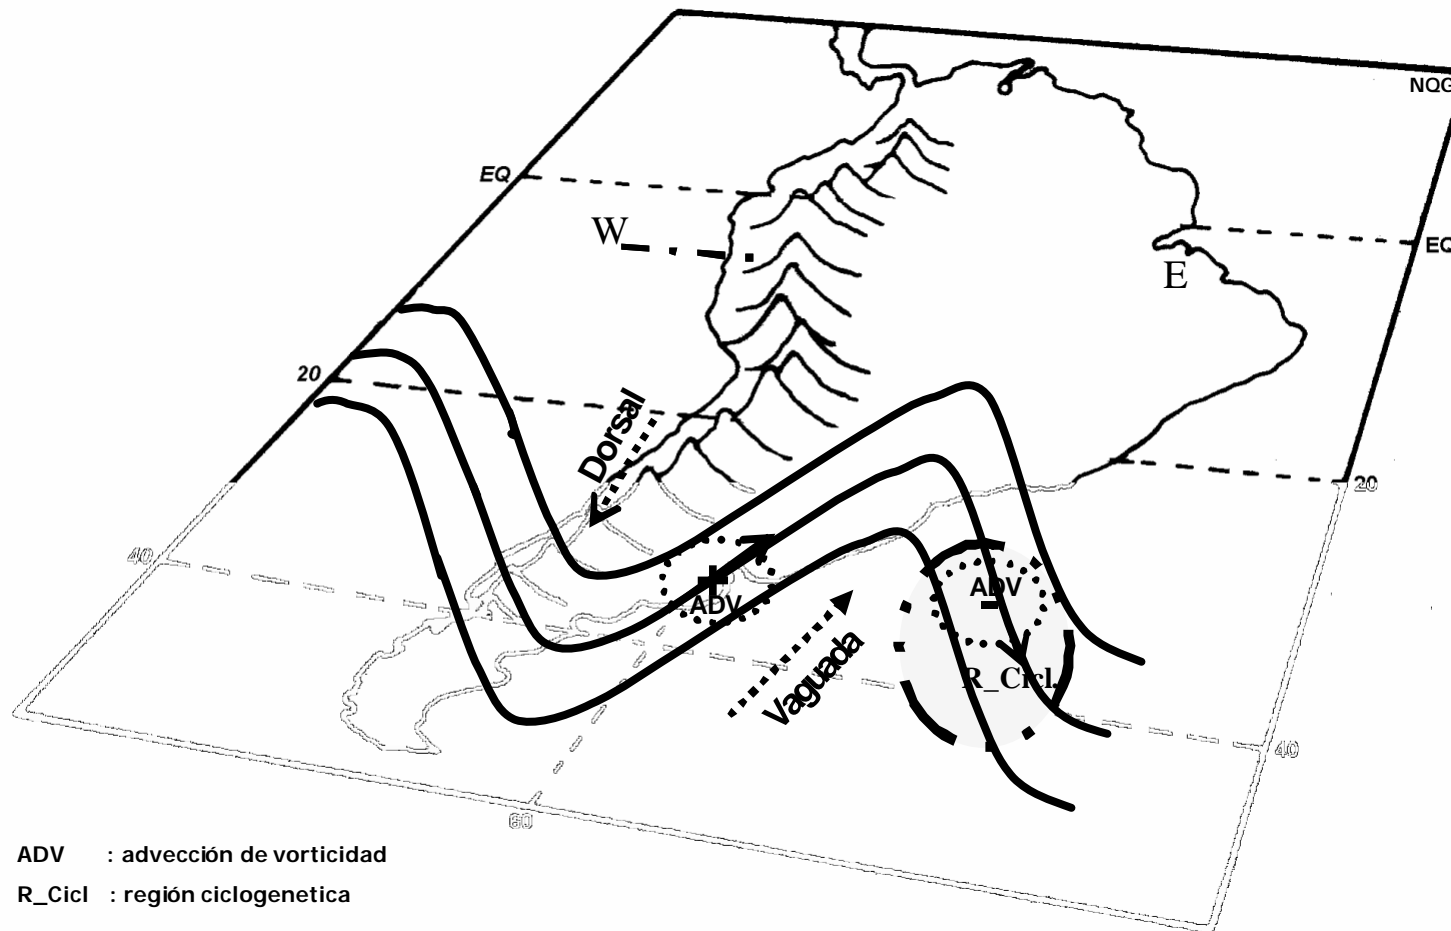 NQG
EQ
W
EQ
E
20
Dorsal
20
40
+
ADV
ADV
-
Vaguada
R_Cicl.
40
60
ADV : advección de vorticidad
R_Cicl : región ciclogenetica